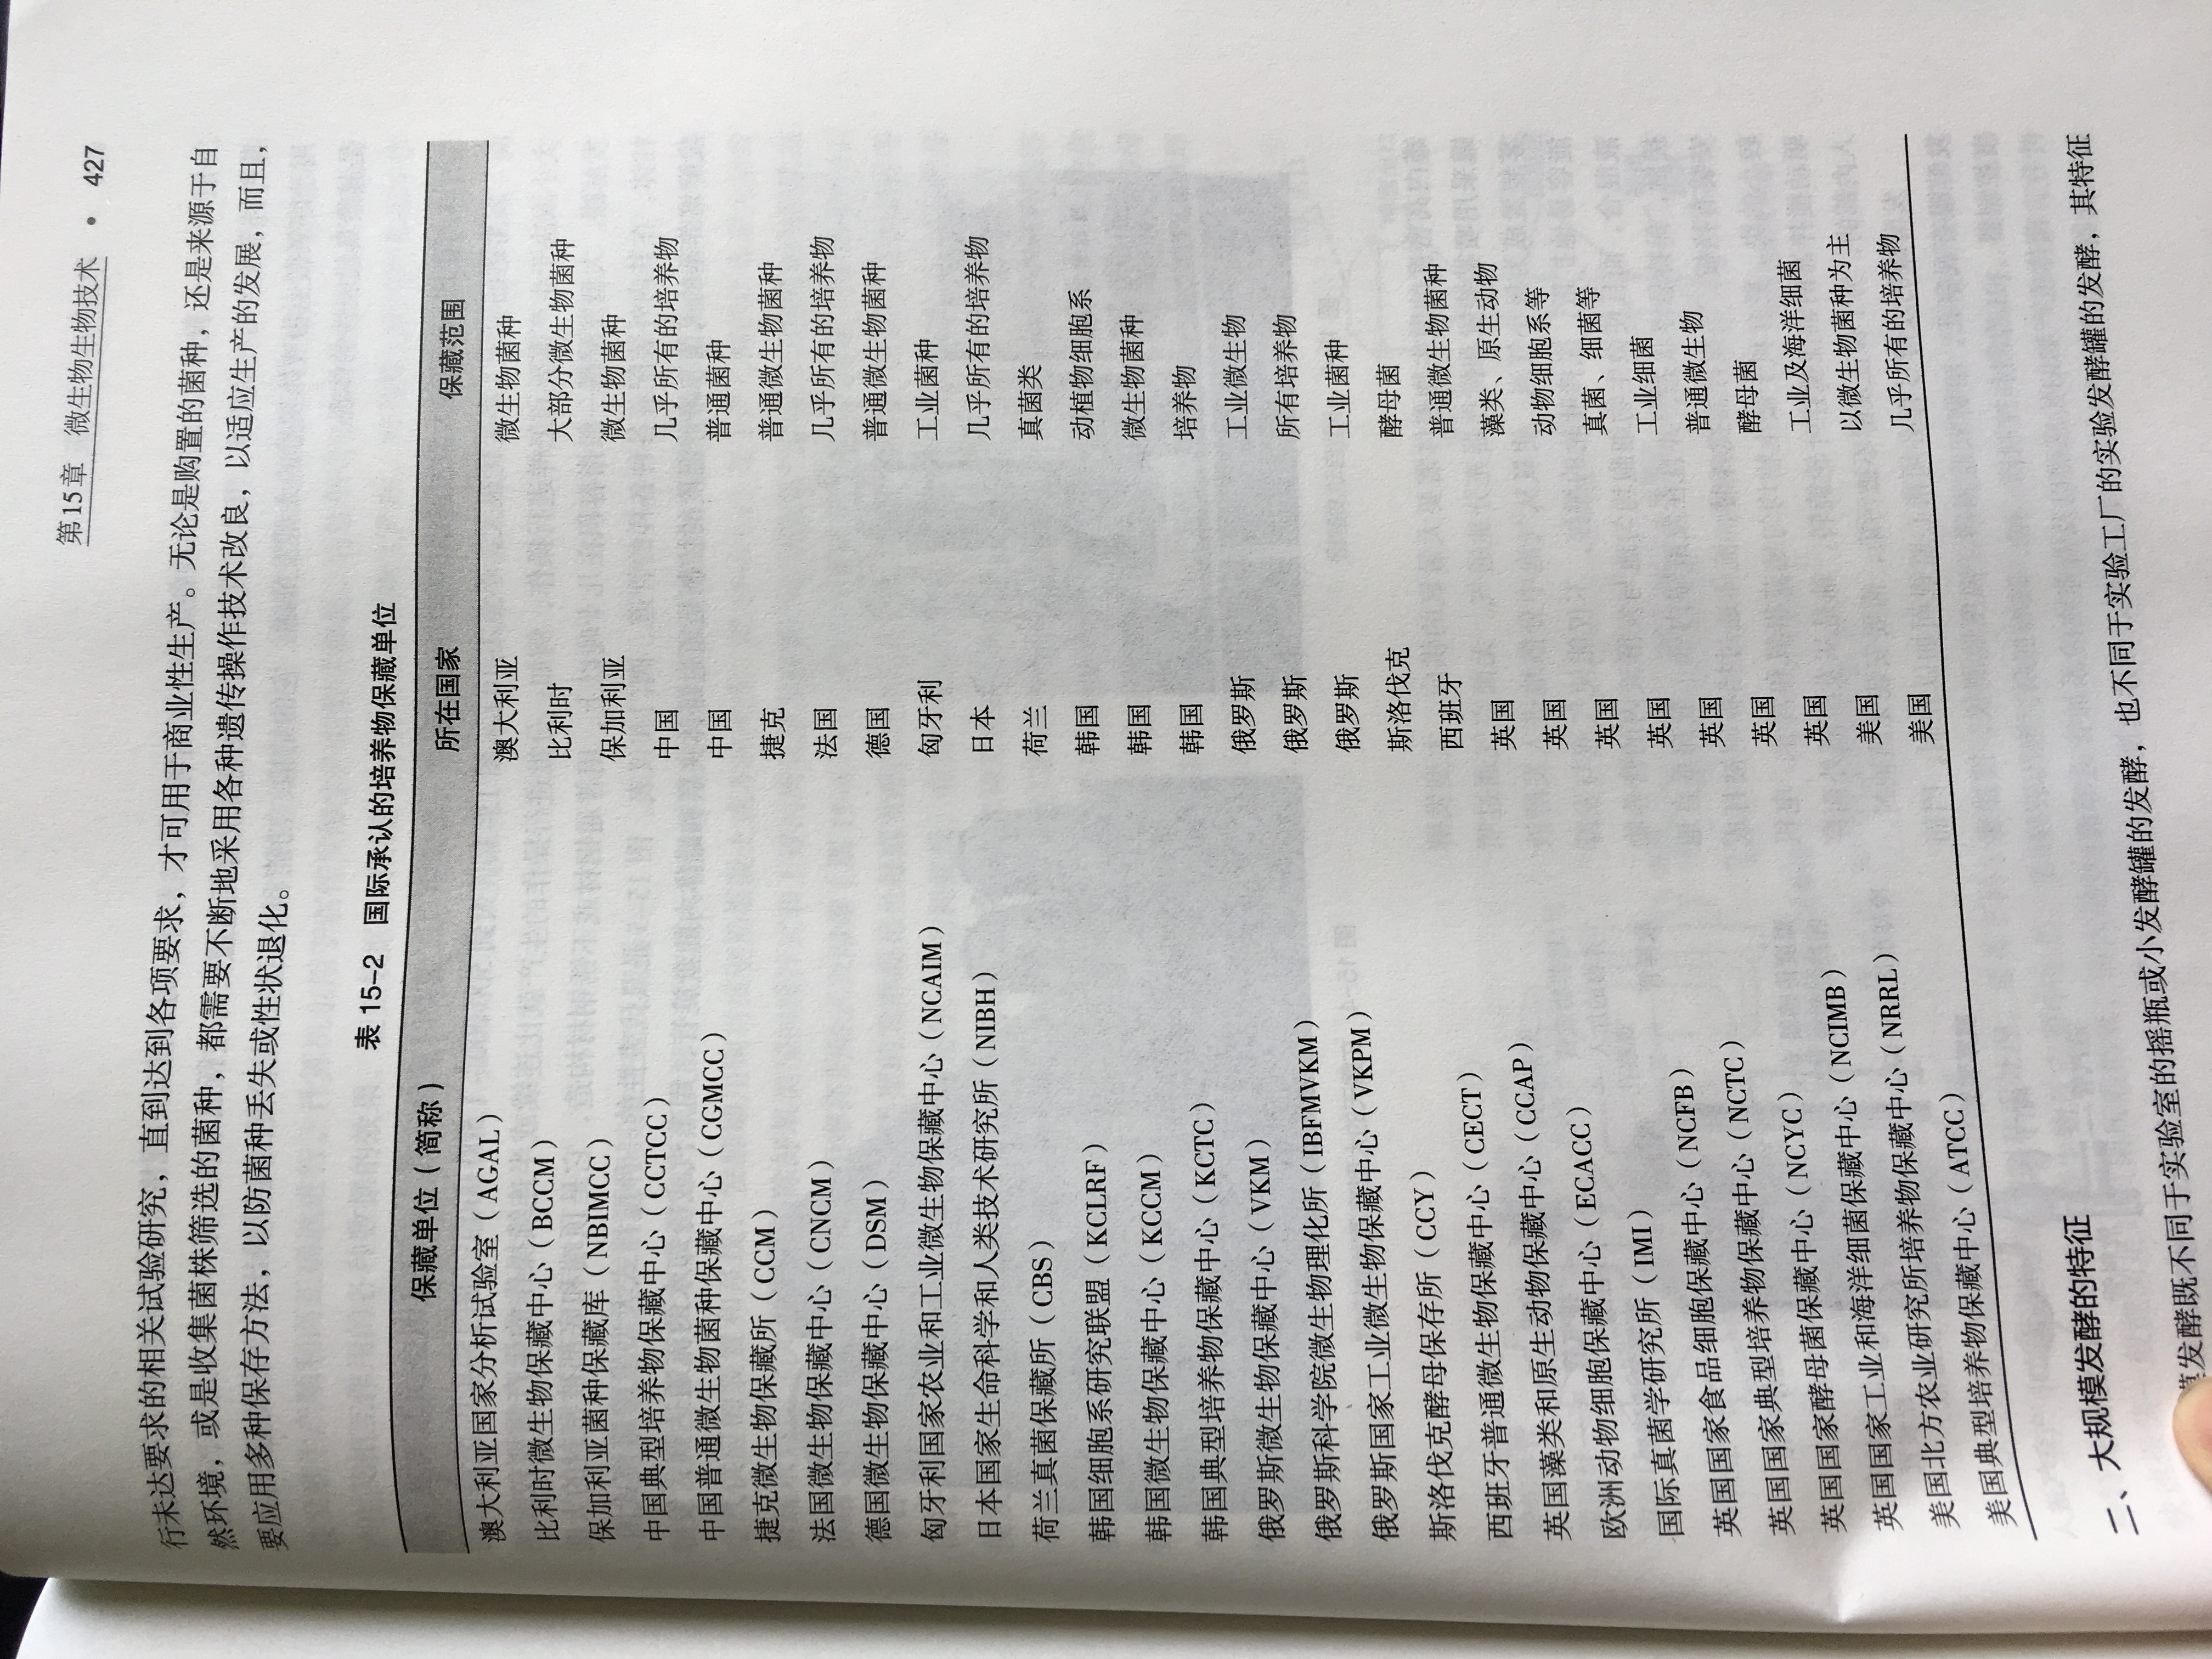 第15章 微生物生物技术 • 427
行未达要求的相关试验研究，直到达到各项要求，才可用于商业性生产。无论是购置的菌种，还是来源于自
然环境，或是收集菌株筛选的菌种，都需要不断地采用各种遗传操作技术改良，以适应生产的发展，而且，
要应用多种保存方法，以防菌种丢失或性状退化。
表 15-2 国际承认的培养物保藏单位
保藏单位（简称） 所在国家 保藏范围
澳大利亚国家分析试验室（AGAL） 澳大利亚 微生物菌种
比利时微生物保藏中心（BCCM） 比利时 大部分微生物菌种
保加利亚菌种保藏库（NBIMCC） 保加利亚 微生物菌种
中国典型培养物保藏中心（CCTCC） 中国 几乎所有的培养物
中国普通微生物菌种保藏中心（CGMCC） 中国 普通菌种
捷克微生物保藏所（CCM） 捷克 普通微生物菌种
法国微生物保藏中心（CNCM） 法国 几乎所有的培养物
德国微生物保藏中心（DSM） 德国 普通微生物菌种
匈牙利国家农业和工业微生物保藏中心（NCAIM） 匈牙利 工业菌种
日本国家生命科学和人类技术研究所（NIBH） 日本 几乎所有的培养物
荷兰真菌保藏所（CBS） 荷兰 真菌类
韩国细胞系研究联盟（KCLRF） 韩国 动植物细胞系
韩国微生物保藏中心（KCCM） 韩国 微生物菌种
韩国典型培养物保藏中心（KCTC） 韩国 培养物
俄罗斯微生物保藏中心（VKM） 俄罗斯 工业微生物
俄罗斯科学院微生物理化所（IBFMVKM） 俄罗斯 所有培养物
俄罗斯国家工业微生物保藏中心（VKPM） 俄罗斯 工业菌种
斯洛伐克酵母保存所（CCY） 斯洛伐克 酵母菌
西班牙普通微生物保藏中心（CECT） 西班牙 普通微生物菌种
英国藻类和原生动物保藏中心（CCAP） 英国 藻类、原生动物
欧洲动物细胞保藏中心（ECACC） 英国 动物细胞系等
国际真菌学研究所（IMI） 英国 真菌、细菌等
英国国家食品细胞保藏中心（NCFB） 英国 工业细菌
英国国家典型培养物保藏中心（NCTC） 英国 普通微生物
英国国家酵母菌保藏中心（NCYC） 英国 酵母菌
英国国家工业和海洋细菌保藏中心（NCIMB） 英国 工业及海洋细菌
美国北方农业研究所培养物保藏中心（NRRL） 美国 以微生物菌种为主
美国典型培养物保藏中心（ATCC） 美国 几乎所有的培养物
二、大规模发酵的特征
模发酵既不同于实验室的摇瓶或小发酵罐的发酵，也不同于实验工厂的实验发酵罐的发酵，其特征